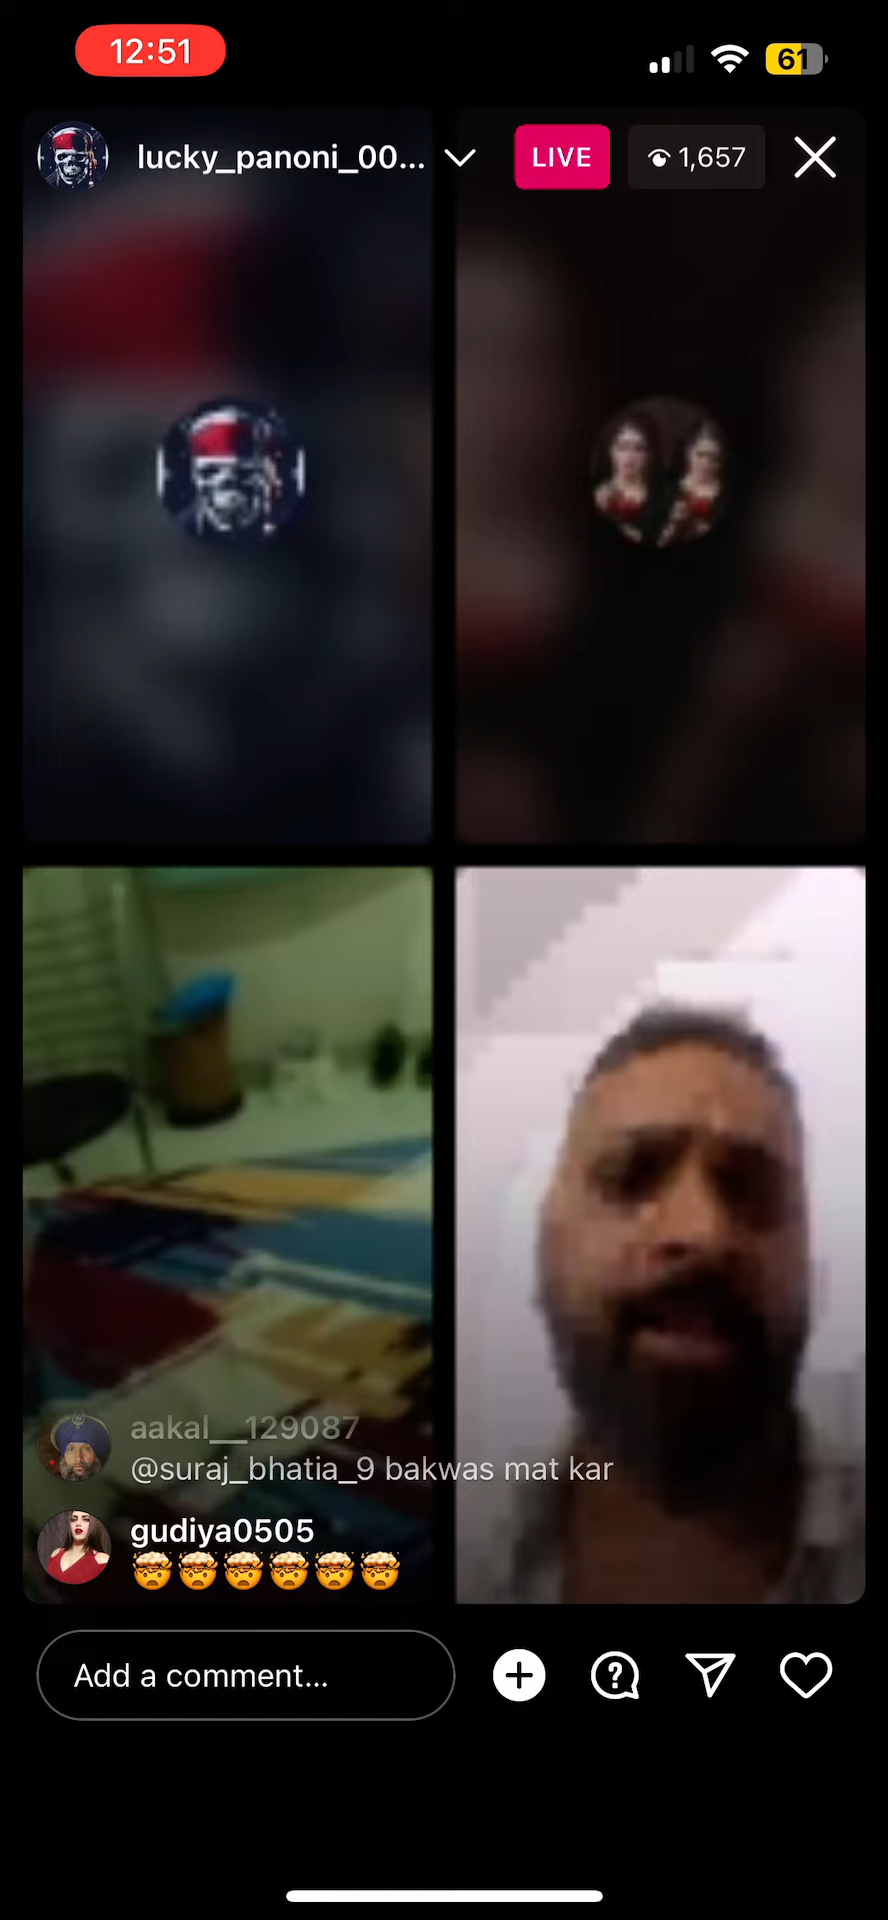 12:51
61
lucky_panoni_00...
LIVE
1,657
aakal__129087
@suraj_bhatia_9 bakwas mat kar
gudiya0505
🤯🤯🤯🤯🤯🤯
Add a comment...